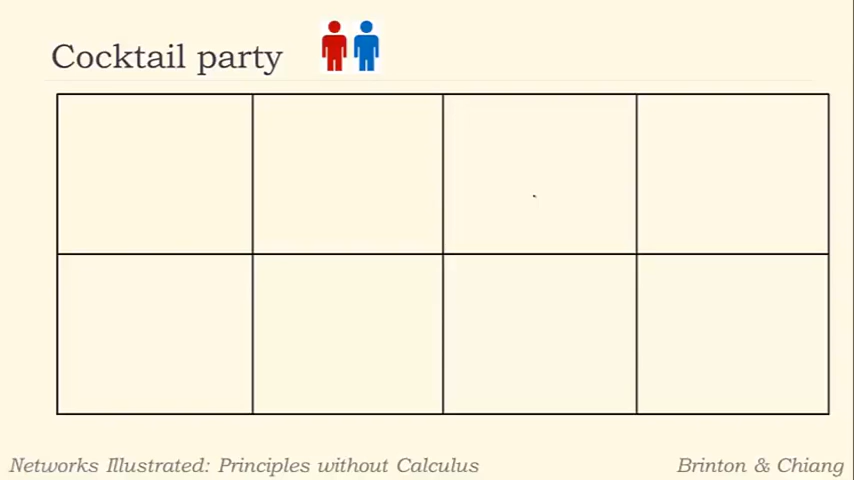 Cocktail party
Networks Illustrated: Principles without Calculus
Brinton & Chiang